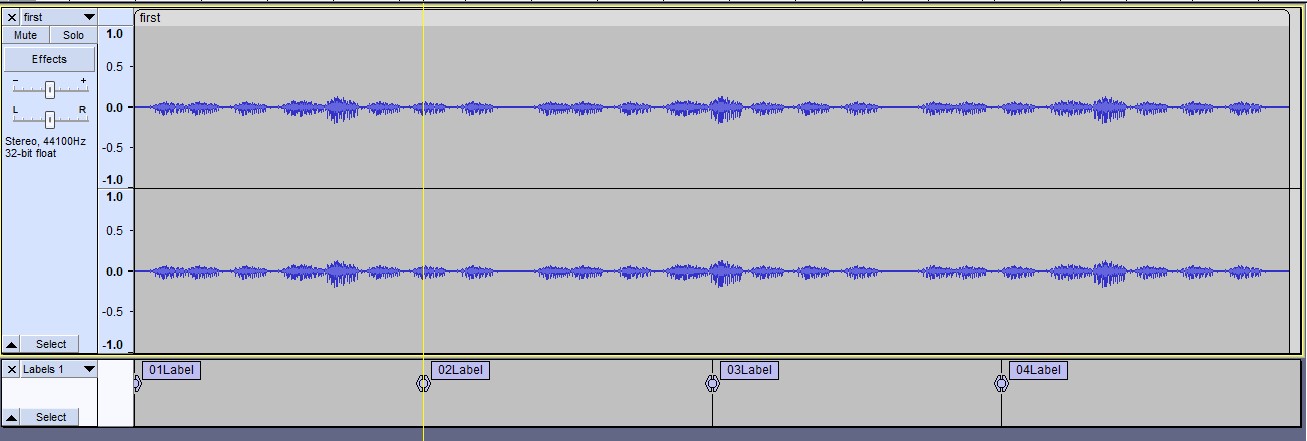 first
first
Mute Solo
Effects
- +
L R
Stereo, 44100Hz
32-bit float
Select
1.0
0.5
0.0
-0.5
-1.0
1.0
0.5
0.0
-0.5
-1.0
Labels 1
Select
01Label 02Label 03Label 04Label